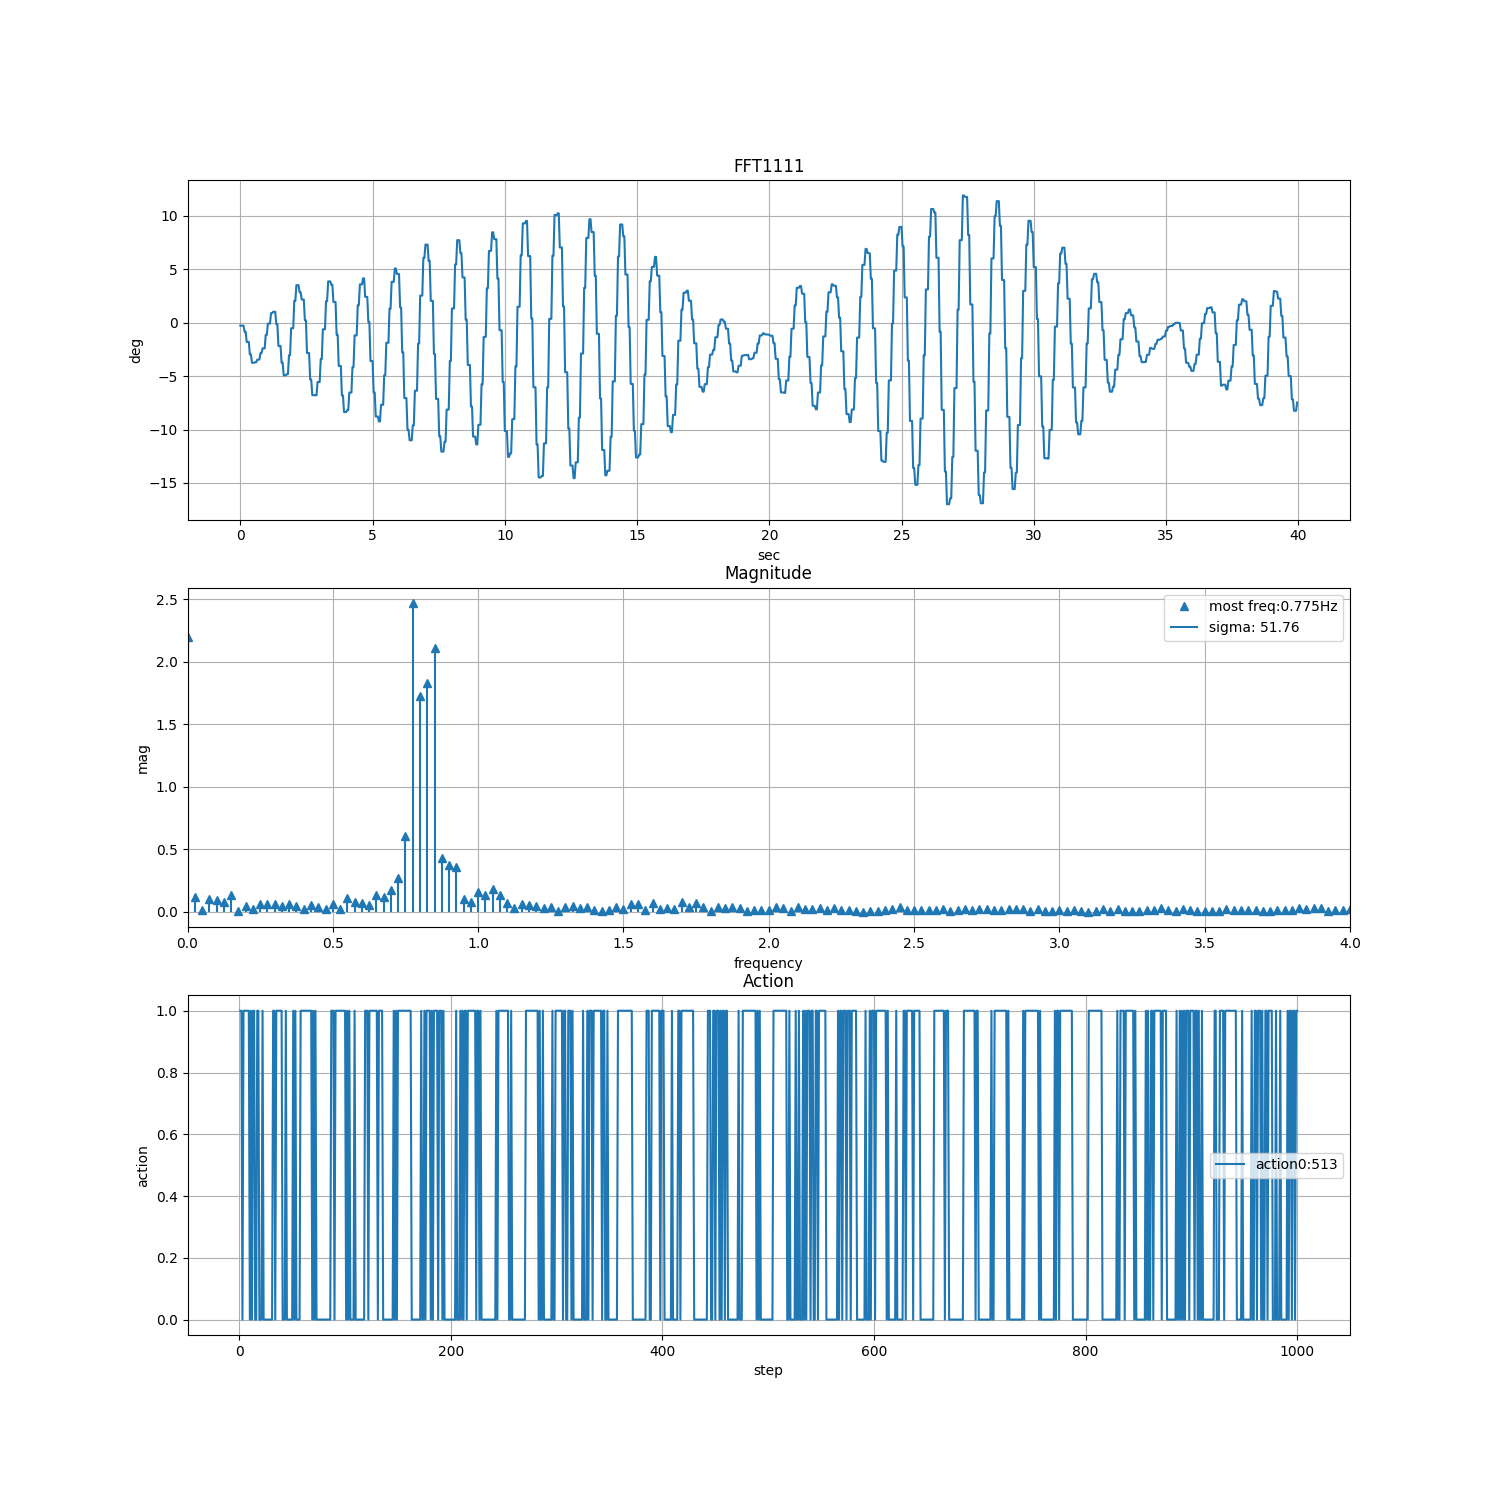 FFT1111
10
5
0
−5
−10
−15
deg
0 5 10 15 20 25 30 35 40
sec
Magnitude
2.5
2.0
1.5
1.0
0.5
0.0
mag
most freq:0.775Hz
sigma: 51.76
0.0 0.5 1.0 1.5 2.0 2.5 3.0 3.5 4.0
frequency
Action
1.0
0.8
0.6
0.4
0.2
0.0
action
action0:513
0 200 400 600 800 1000
step